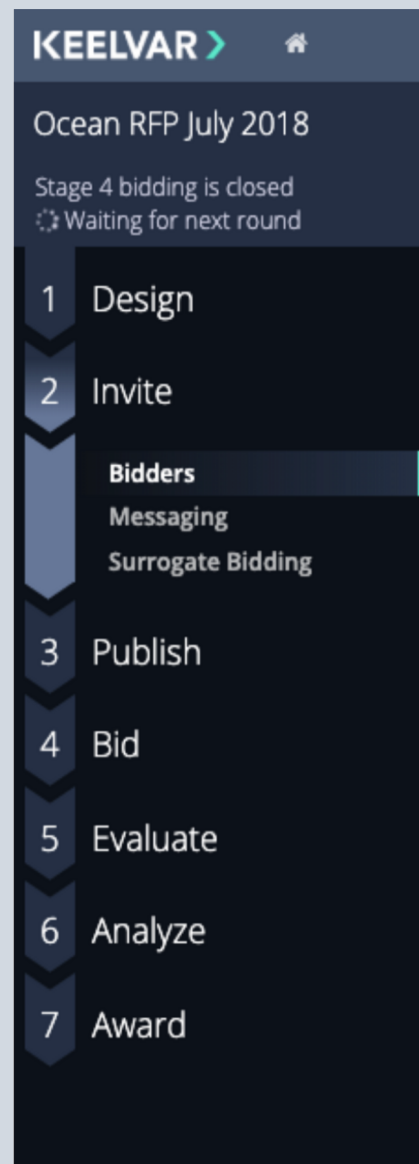 KEELVAR
Ocean RFP July 2018
Stage 4 bidding is closed
Waiting for next round
1 Design
2 Invite
Bidders
Messaging
Surrogate Bidding
3 Publish
4 Bid
5 Evaluate
6 Analyze
7 Award